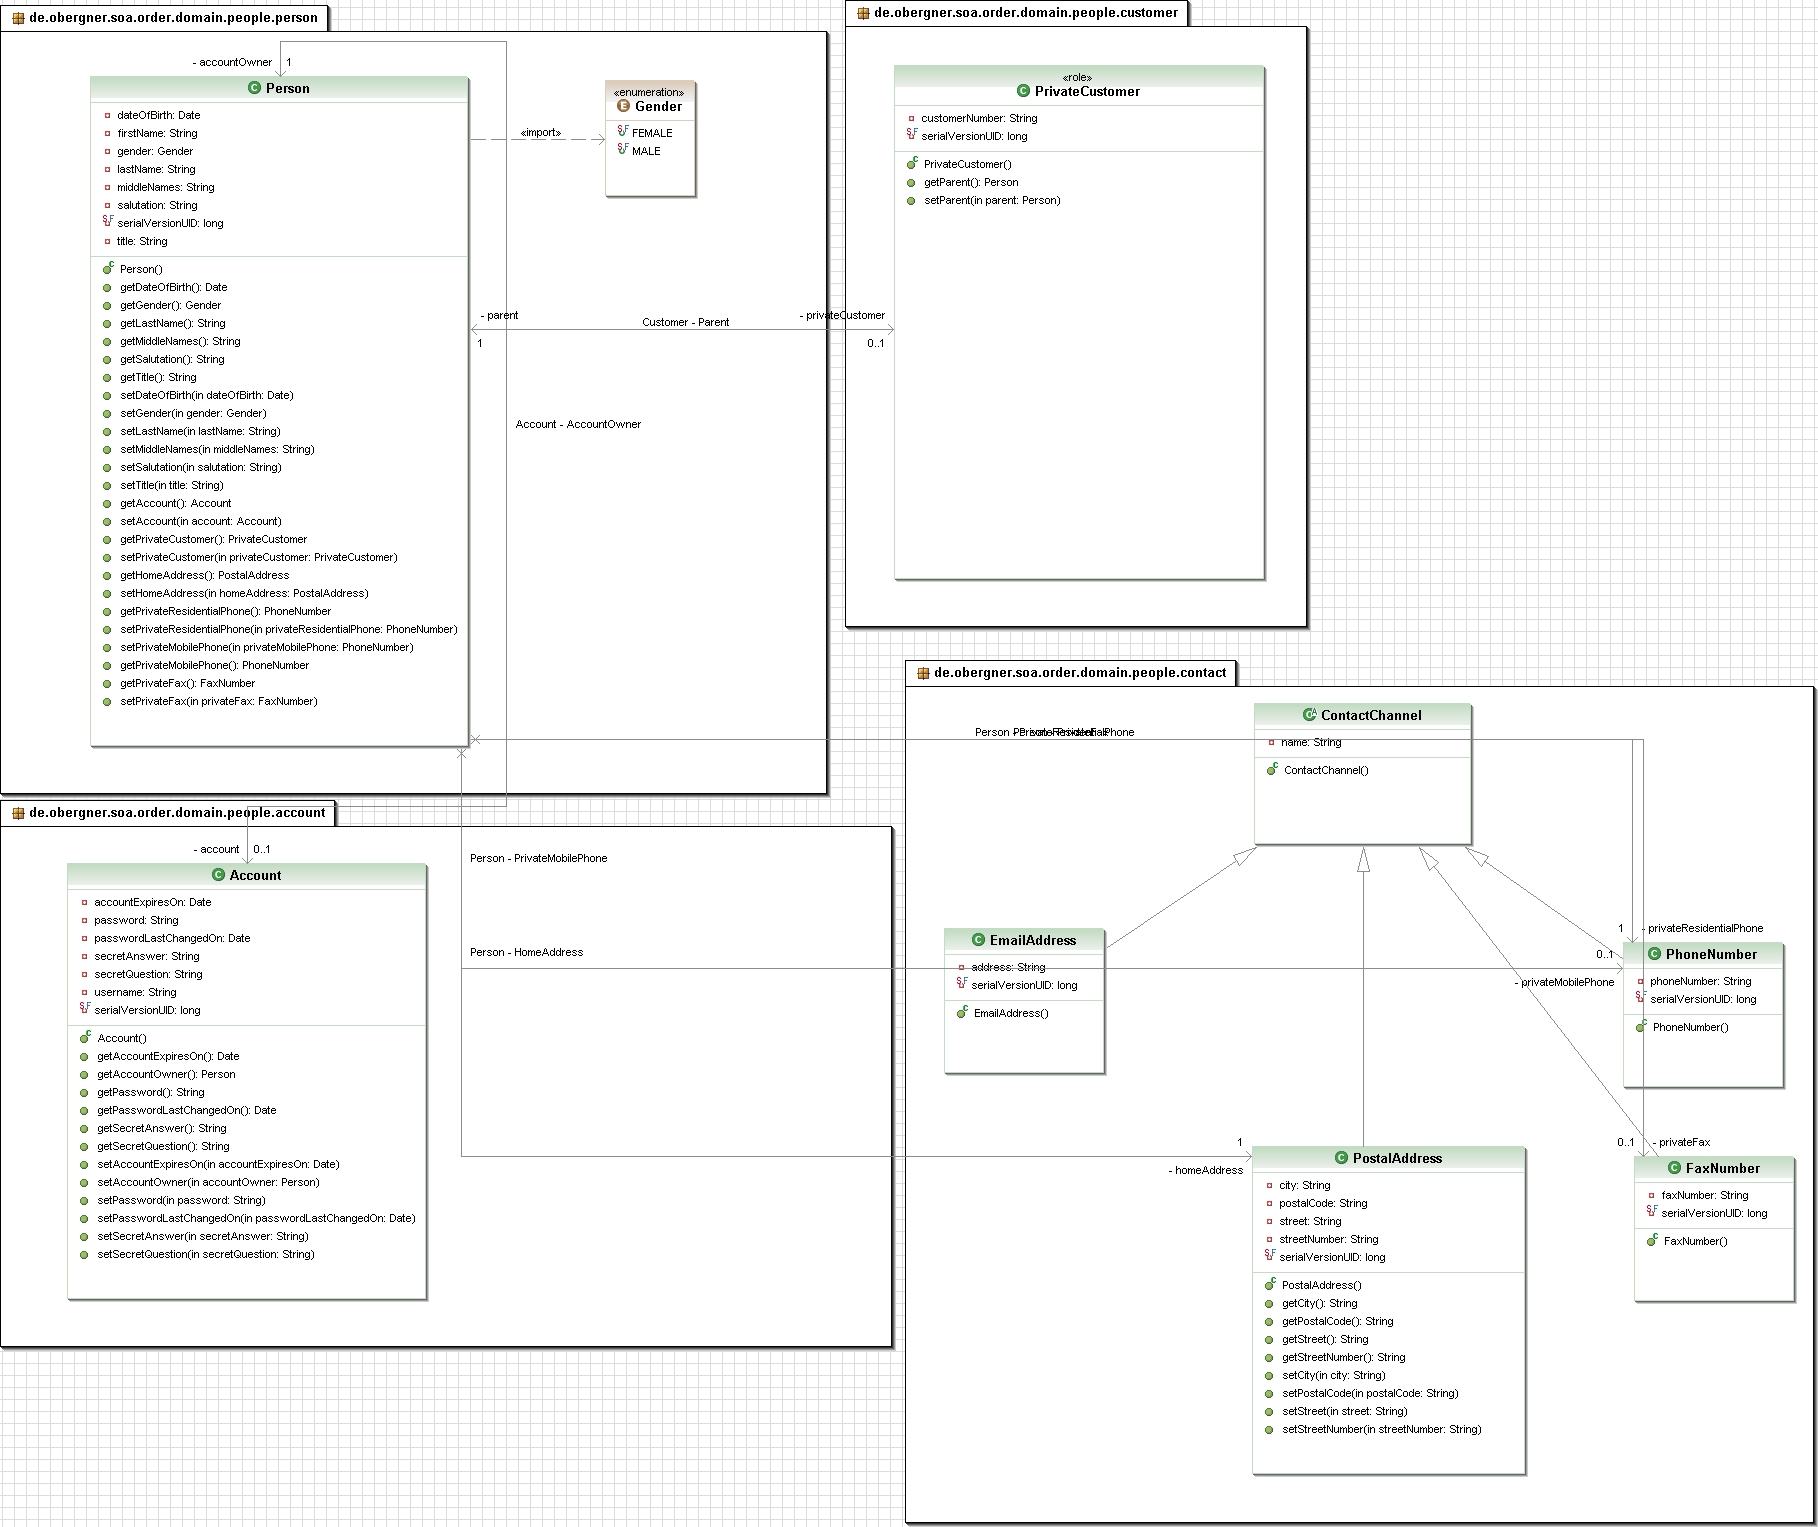 de.obergner.soa.order.domain.people.person
- accountOwner 1
Person
dateOfBirth: Date
firstName: String
gender: Gender
lastName: String
middleNames: String
salutation: String
serialVersionUID: long
title: String
Person()
getDateOfBirth(): Date
getGender(): Gender
getLastName(): String
getMiddleNames(): String
getSalutation(): String
getTitle(): String
setDateOfBirth(in dateOfBirth: Date)
setGender(in gender: Gender)
setLastName(in lastName: String)
setMiddleNames(in middleNames: String)
setSalutation(in salutation: String)
setTitle(in title: String)
getAccount(): Account
setAccount(in account: Account)
getPrivateCustomer(): PrivateCustomer
setPrivateCustomer(in privateCustomer: PrivateCustomer)
getHomeAddress(): PostalAddress
setHomeAddress(in homeAddress: PostalAddress)
getPrivateResidentialPhone(): PhoneNumber
setPrivateResidentialPhone(in privateResidentialPhone: PhoneNumber)
setPrivateMobilePhone(in privateMobilePhone: PhoneNumber)
getPrivateMobilePhone(): PhoneNumber
getPrivateFax(): FaxNumber
setPrivateFax(in privateFax: FaxNumber)
«import»
«enumeration»
Gender
FEMALE
MALE
- parent
1
Customer - Parent
- privateCustomer
0..1
Account - AccountOwner
de.obergner.soa.order.domain.people.customer
«role»
PrivateCustomer
customerNumber: String
serialVersionUID: long
PrivateCustomer()
getParent(): Person
setParent(in parent: Person)
de.obergner.soa.order.domain.people.account
- account 0..1
Account
accountExpiresOn: Date
password: String
passwordLastChangedOn: Date
secretAnswer: String
secretQuestion: String
username: String
serialVersionUID: long
Account()
getAccountExpiresOn(): Date
getAccountOwner(): Person
getPassword(): String
getPasswordLastChangedOn(): Date
getSecretAnswer(): String
getSecretQuestion(): String
setAccountExpiresOn(in accountExpiresOn: Date)
setAccountOwner(in accountOwner: Person)
setPassword(in password: String)
setPasswordLastChangedOn(in passwordLastChangedOn: Date)
setSecretAnswer(in secretAnswer: String)
setSecretQuestion(in secretQuestion: String)
Person - PrivateMobilePhone
Person - HomeAddress
de.obergner.soa.order.domain.people.contact
ContactChannel
name: String
ContactChannel()
EmailAddress
address: String
serialVersionUID: long
EmailAddress()
1 - privateResidentialPhone
0..1
- privateMobilePhone
PhoneNumber
phoneNumber: String
serialVersionUID: long
PhoneNumber()
1
- homeAddress
PostalAddress
city: String
postalCode: String
street: String
streetNumber: String
serialVersionUID: long
PostalAddress()
getCity(): String
getPostalCode(): String
getStreet(): String
getStreetNumber(): String
setCity(in city: String)
setPostalCode(in postalCode: String)
setStreet(in street: String)
setStreetNumber(in streetNumber: String)
0..1 - privateFax
FaxNumber
faxNumber: String
serialVersionUID: long
FaxNumber()